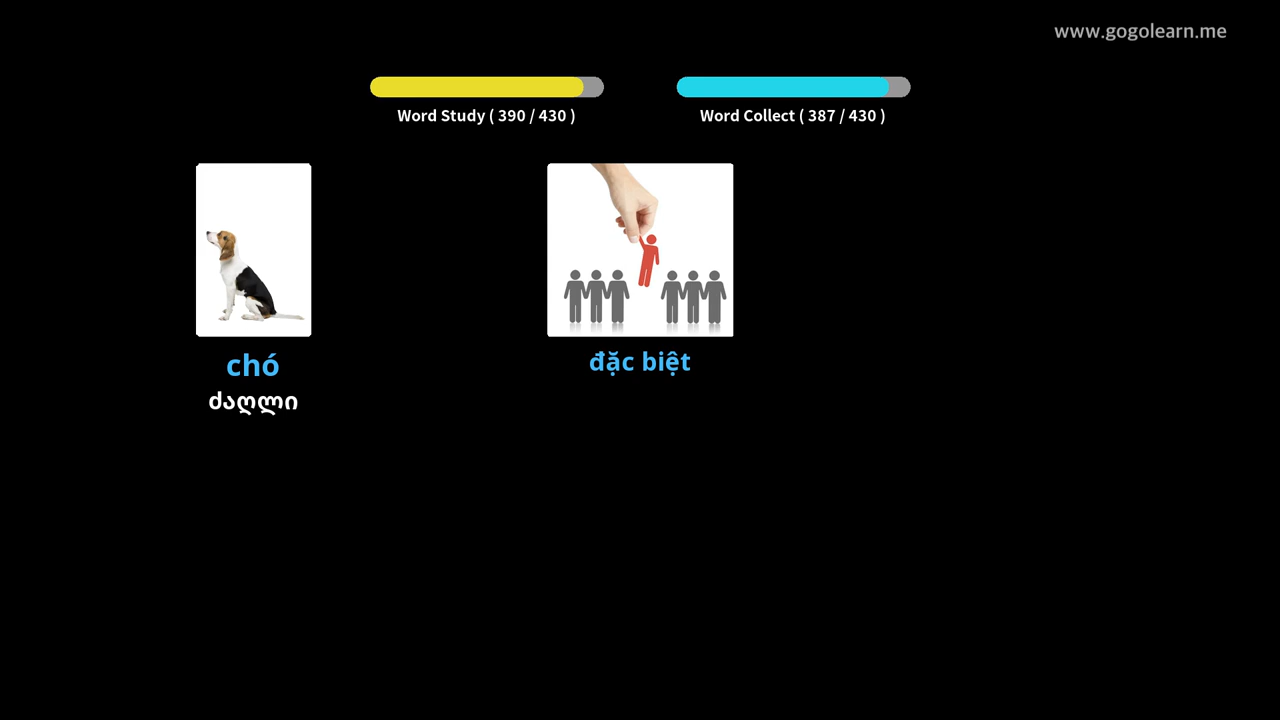 www.gogolearn.me
Word Study ( 390 / 430 )
Word Collect ( 387 / 430 )
chó
ძაღლი
đặc biệt